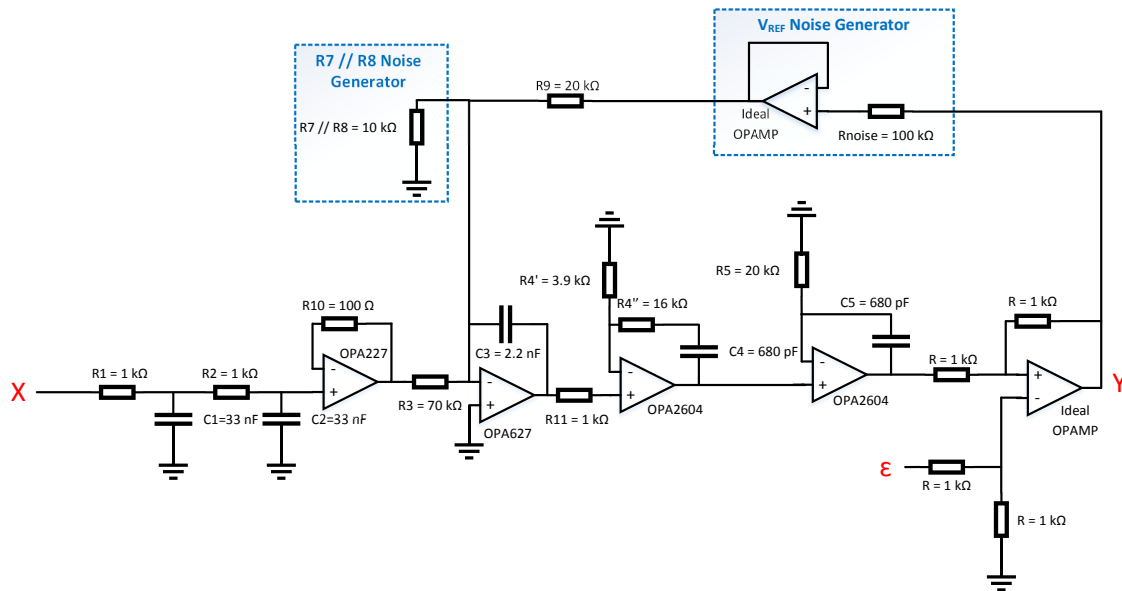 R7 // R8 Noise
Generator
R7 // R8 = 10 kΩ
R9 = 20 kΩ
VREF Noise Generator
-
+
Ideal
OPAMP
Rnoise = 100 kΩ
R4' = 3.9 kΩ
R4'' = 16 kΩ
C4 = 680 pF
R5 = 20 kΩ
C5 = 680 pF
R = 1 kΩ
X
R1 = 1 kΩ
C1=33 nF
R2 = 1 kΩ
C2=33 nF
R10 = 100 Ω
OPA227
-
+
R3 = 70 kΩ
C3 = 2.2 nF
-
+
OPA627
R11 = 1 kΩ
-
+
OPA2604
-
+
OPA2604
R = 1 kΩ
+
-
Ideal
OPAMP
Y
ε
R = 1 kΩ
R = 1 kΩ